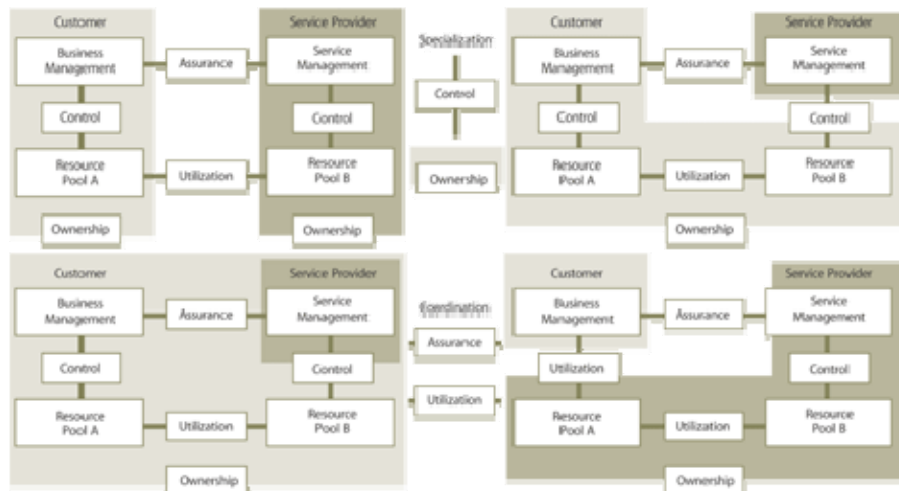 Customer
Service Provider
Business
Management
Assurance
Service
Management
Control
Control
Resource
Pool A
Utilization
Resource
Pool B
Ownership
Ownership
Specialization
Control
Ownership
Customer
Service Provider
Business
Management
Assurance
Service
Management
Control
Control
Resource
Pool A
Utilization
Resource
Pool B
Ownership
Customer
Service Provider
Business
Management
Assurance
Service
Management
Control
Control
Resource
Pool A
Utilization
Resource
Pool B
Ownership
Coordination
Assurance
Utilization
Customer
Service Provider
Business
Management
Assurance
Service
Management
Utilization
Control
Resource
Pool A
Utilization
Resource
Pool B
Ownership